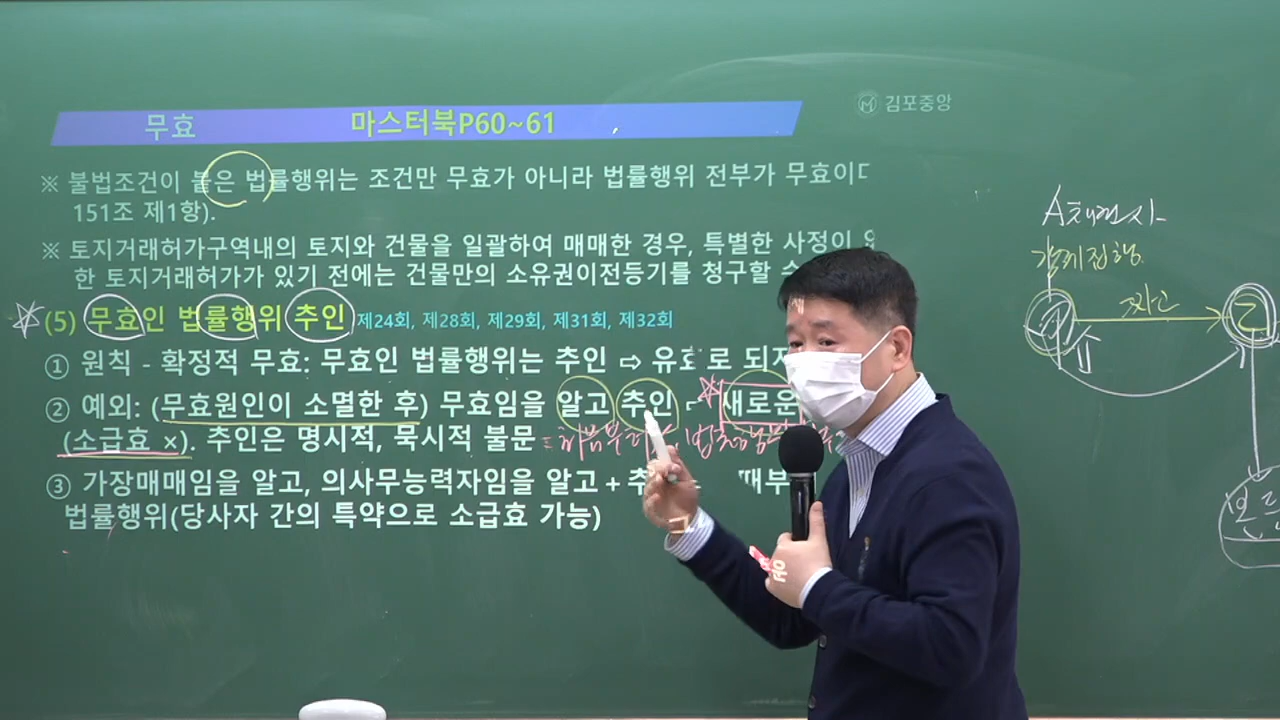 무효 마스터북P60~61
김포중앙
※ 불법조건이 붙은 법률행위는 조건만 무효가 아니라 법률행위 전부가 무효이다
151조 제1항).
※ 토지거래허가구역내의 토지와 건물을 일괄하여 매매한 경우, 특별한 사정이
한 토지거래허가가 있기 전에는 건물만의 소유권이전등기를 청구할 수
(5) 무효인 법률행위 추인 제24회, 제28회, 제29회, 제31회, 제32회
① 원칙 - 확정적 무효: 무효인 법률행위는 추인 ⇨ 유효로 되지
② 예외: (무효원인이 소멸한 후) 무효임을 알고 추인 새로운
(소급효 ×). 추인은 명시적, 묵시적 불문
③ 가장매매임을 알고, 의사무능력자임을 알고+추 때부
법률행위(당사자 간의 특약으로 소급효 가능)
A채권자
강제집행
甲
乙